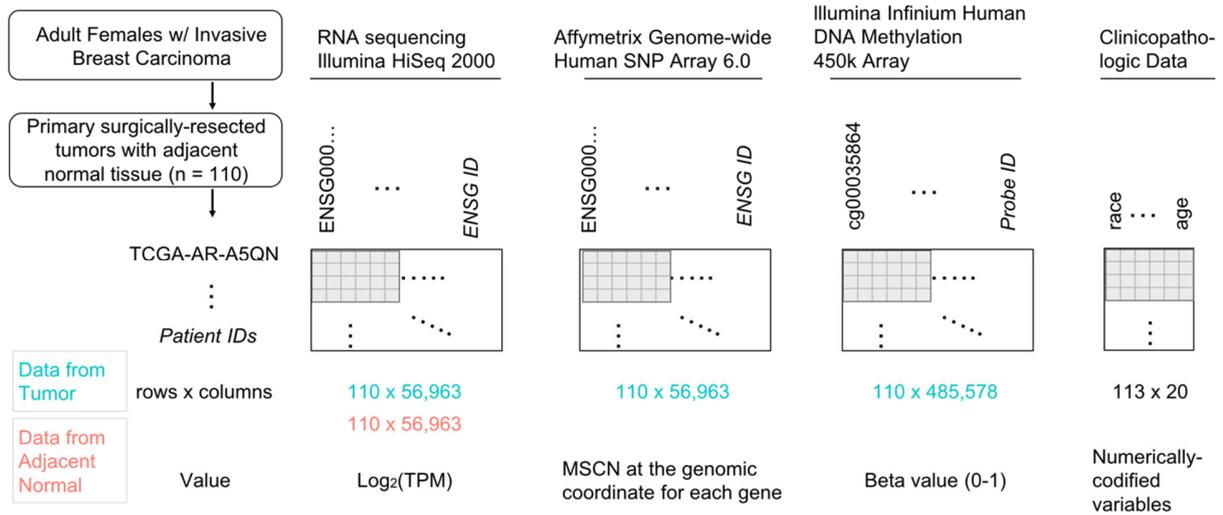 Adult Females w/ Invasive
Breast Carcinoma
Primary surgically-resected
tumors with adjacent
normal tissue (n = 110)
RNA sequencing
Illumina HiSeq 2000
Affymetrix Genome-wide
Human SNP Array 6.0
Illumina Infinium Human
DNA Methylation
450k Array
Clinicopatho-
logic Data
ENSG000...
...
ENSG ID
ENSG000...
...
ENSG ID
cg00035864
...
Probe ID
race
...
age
TCGA-AR-A5QN
Patient IDs
Data from
Tumor
rows x columns
110 x 56,963
110 x 56,963
110 x 485,578
113 x 20
110 x 56,963
Data from
Adjacent
Normal
Value
Log₂(TPM)
MSCN at the genomic
coordinate for each gene
Beta value (0-1)
Numerically-
codified
variables